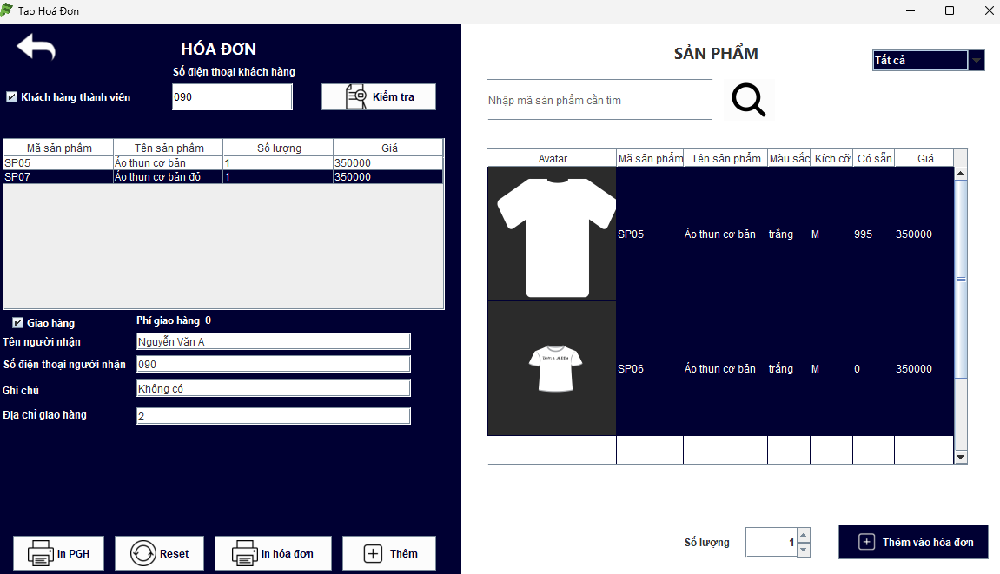 Tạo Hoá Đơn
HÓA ĐƠN
Số điện thoại khách hàng
Khách hàng thành viên
090
Kiểm tra
Mã sản phẩm Tên sản phẩm Số lượng Giá
SP05 Áo thun cơ bản 1 350000
SP07 Áo thun cơ bản đỏ 1 350000
Giao hàng
Phí giao hàng 0
Tên người nhận Nguyễn Văn A
Số điện thoại người nhận 090
Ghi chú Không có
Địa chỉ giao hàng 2
In PGH
Reset
In hóa đơn
Thêm
SẢN PHẨM
Tất cả
Nhập mã sản phẩm cần tìm
Avatar Mã sản phẩm Tên sản phẩm Màu sắc Kích cỡ Có sẵn Giá
SP05 Áo thun cơ bản trắng M 995 350000
SP06 Áo thun cơ bản trắng M 0 350000
Số lượng 1
Thêm vào hóa đơn